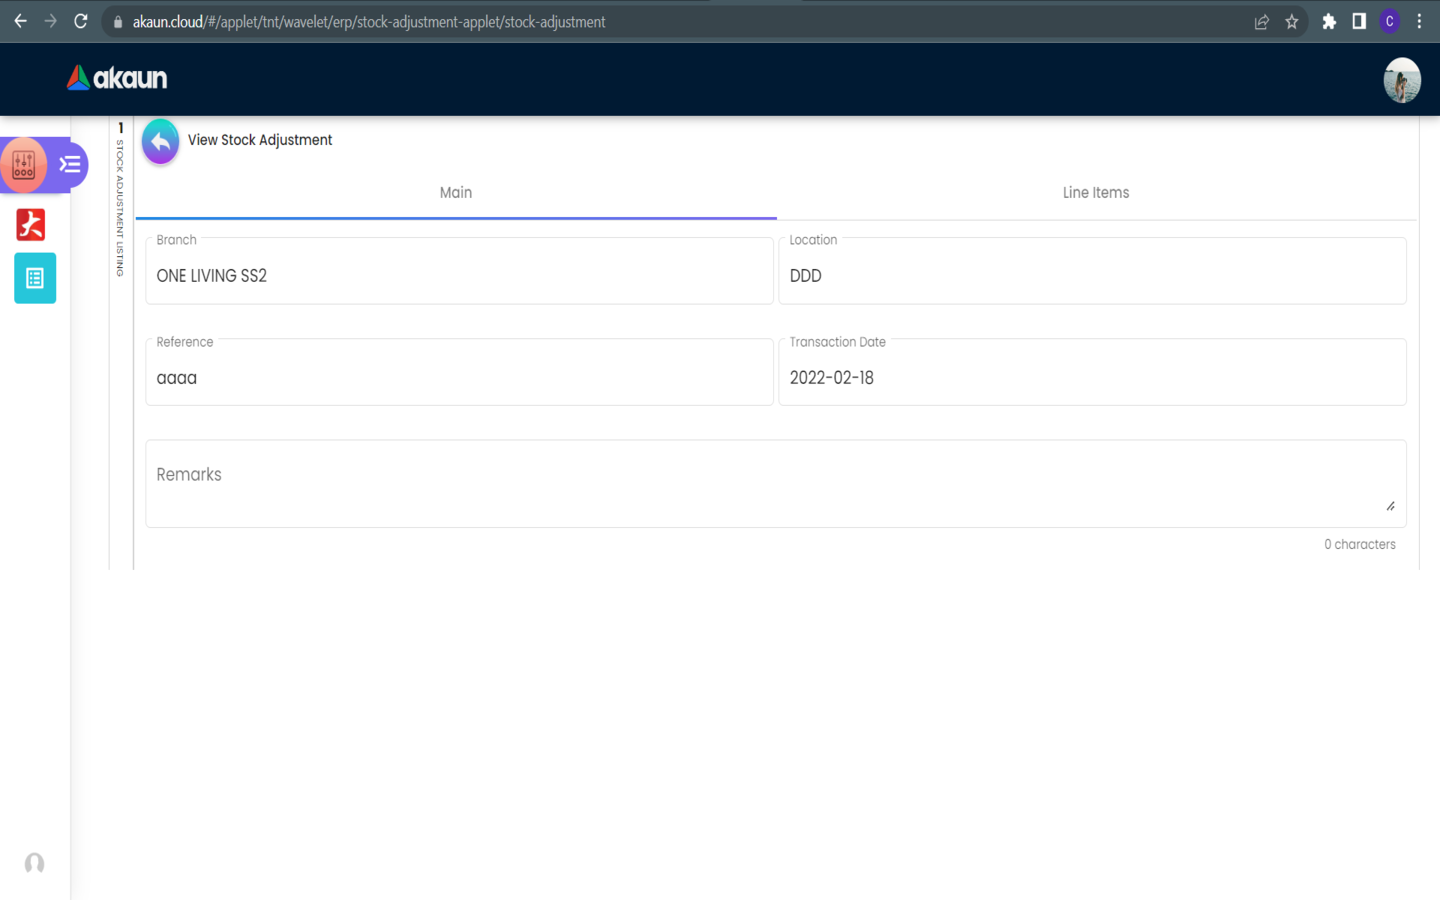 akaun.cloud/#/applet/tnt/wavelet/erp/stock-adjustment-applet/stock-adjustment
C
akaun
1
STOCK ADJUSTMENT LISTING
View Stock Adjustment
Main
Line Items
Branch
ONE LIVING SS2
Location
DDD
Reference
aaaa
Transaction Date
2022-02-18
Remarks
0 characters
大